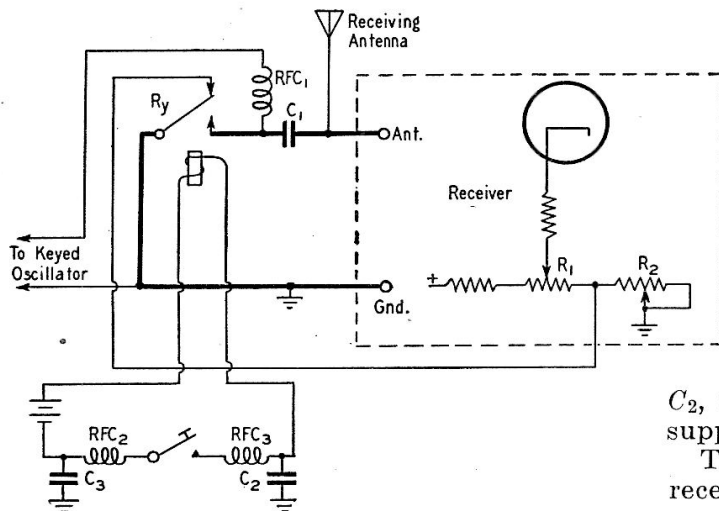 Receiving
Antenna
RFC₁
Ry
C₁
Ant.
Receiver
To Keyed
Oscillator
+
R₁
R₂
Gnd.
RFC₂
RFC₃
C₃
C₂
C₂,
supp
T
rece